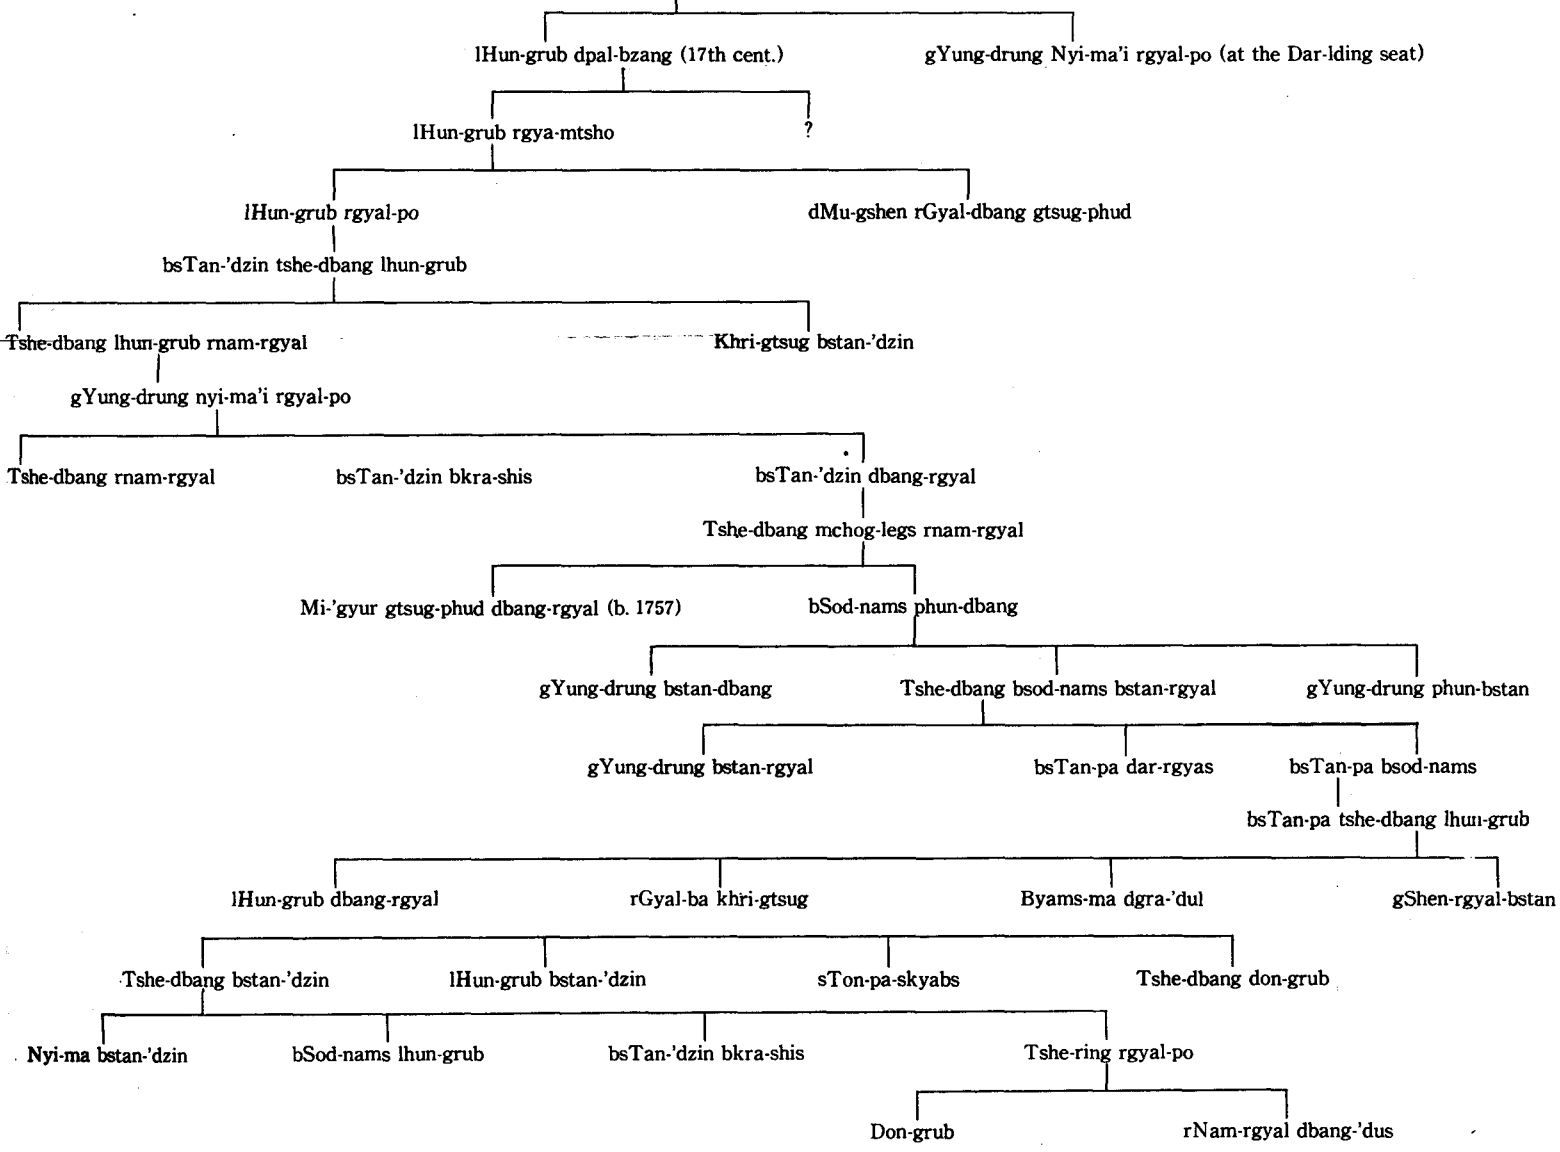 lHun-grub dpal-bzang (17th cent.) gYung-drung Nyi-ma'i rgyal-po (at the Dar-lding seat)
lHun-grub rgya-mtsho ?
lHun-grub rgyal-po dMu-gshen rGyal-dbang gtsug-phud
bsTan-'dzin tshe-dbang lhun-grub
Tshe-dbang lhun-grub rnam-rgyal Khri-gtsug bstan-'dzin
gYung-drung nyi-ma'i rgyal-po
Tshe-dbang rnam-rgyal bsTan-'dzin bkra-shis bsTan-'dzin dbang-rgyal
Tshe-dbang mchog-legs rnam-rgyal
Mi-'gyur gtsug-phud dbang-rgyal (b. 1757) bSod-nams phun-dbang
gYung-drung bstan-dbang Tshe-dbang bsod-nams bstan-rgyal gYung-drung phun-bstan
gYung-drung bstan-rgyal bsTan-pa dar-rgyas bsTan-pa bsod-nams
bsTan-pa tshe-dbang lhun-grub
lHun-grub dbang-rgyal rGyal-ba khri-gtsug Byams-ma dgra-'dul gShen-rgyal-bstan
Tshe-dbang bstan-'dzin lHun-grub bstan-'dzin sTon-pa-skyabs Tshe-dbang don-grub
Nyi-ma bstan-'dzin bSod-nams lhun-grub bsTan-'dzin bkra-shis Tshe-ring rgyal-po
Don-grub rNam-rgyal dbang-'dus